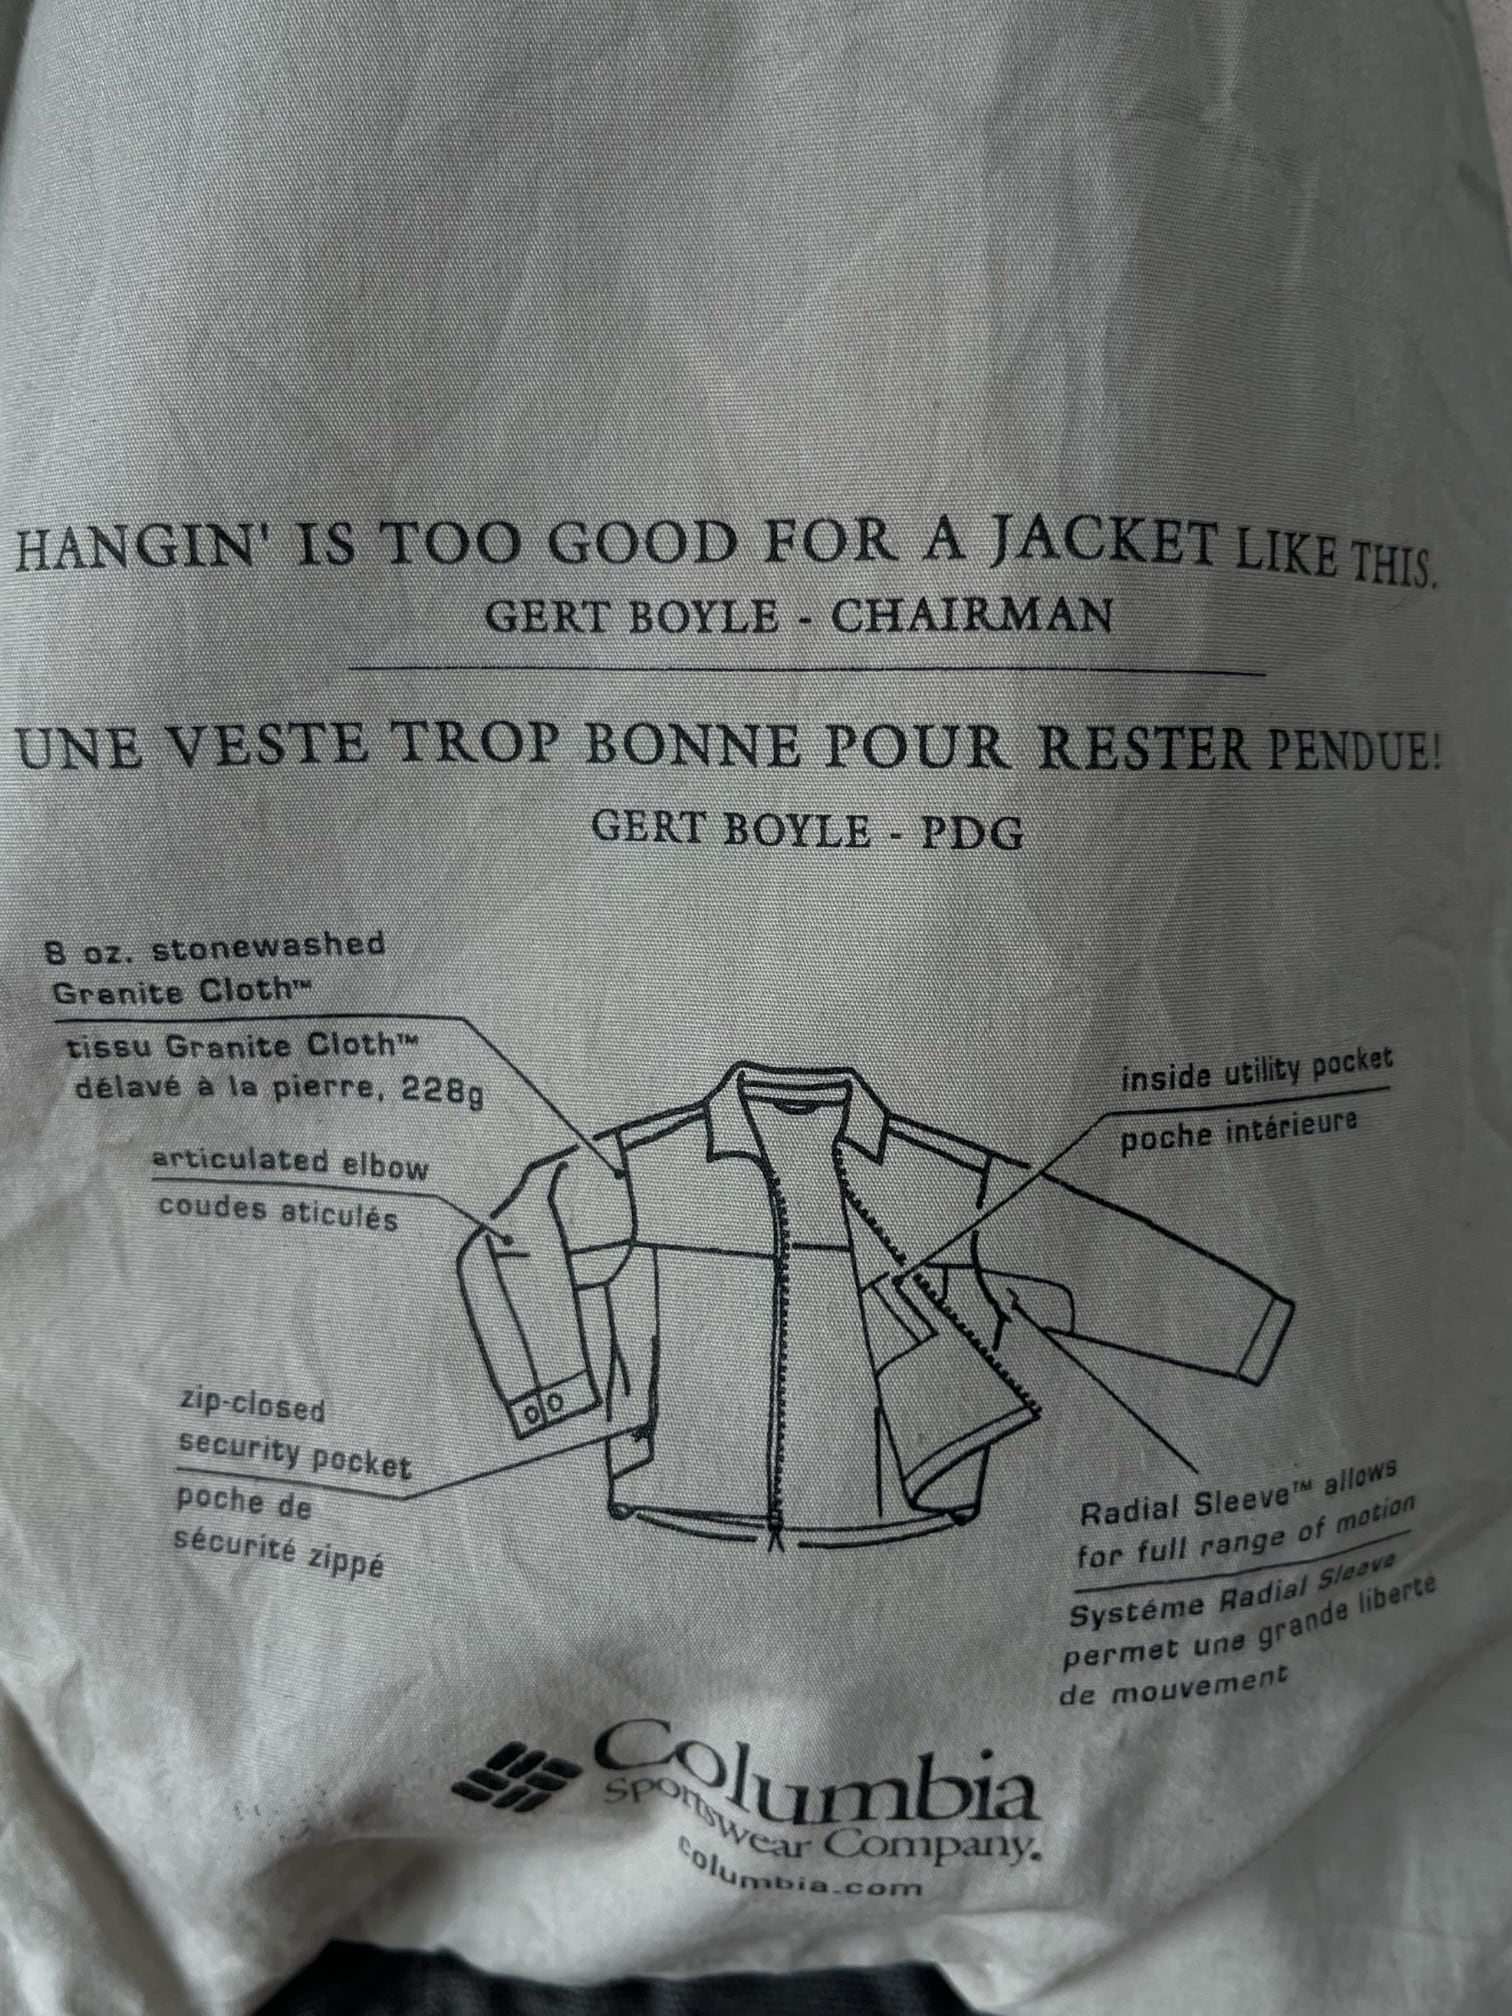 HANGIN' IS TOO GOOD FOR A JACKET LIKE THIS.
GERT BOYLE - CHAIRMAN
UNE VESTE TROP BONNE POUR RESTER PENDUE!
GERT BOYLE - PDG
8 oz. stonewashed
Granite Cloth™
tissu Granite Cloth™
délavé à la pierre, 228g
articulated elbow
coudes aticulés
zip-closed
security pocket
poche de
sécurité zippé
inside utility pocket
poche intérieure
Radial Sleeve™ allows
for full range of motion
Systéme Radial Sleeve
permet une grande liberté
de mouvement
Columbia
Sportswear Company.
columbia.com